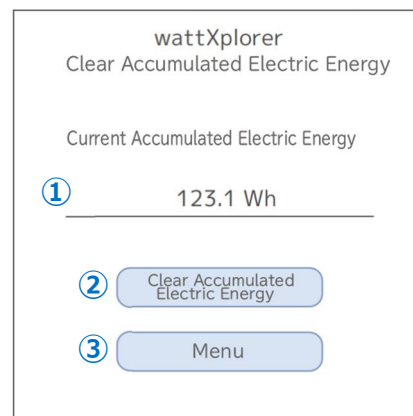 wattXplorer
Clear Accumulated Electric Energy
Current Accumulated Electric Energy
① 123.1 Wh
② Clear Accumulated
Electric Energy
③ Menu